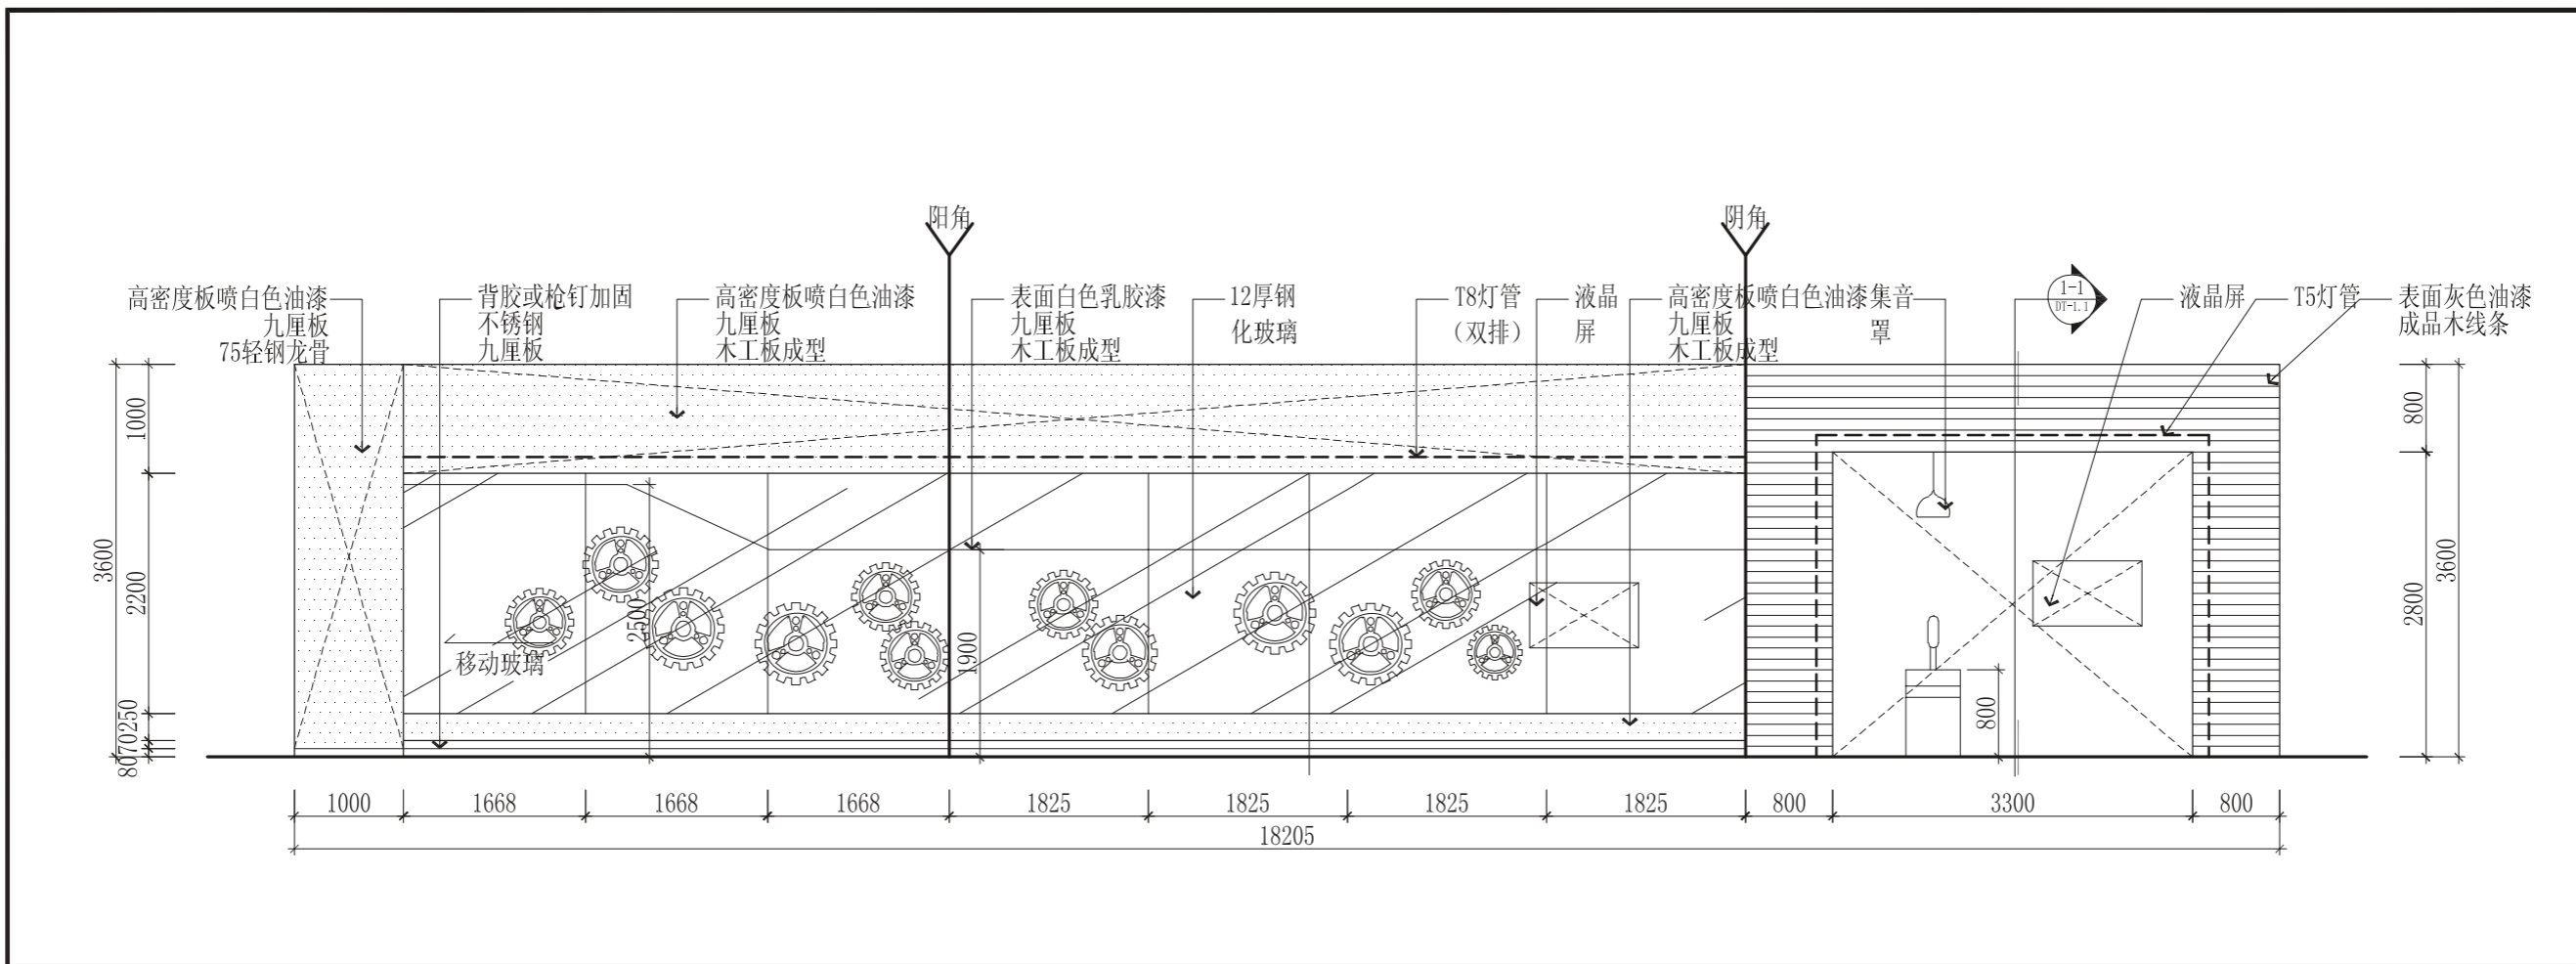 阳角
阴角
高密度板喷白色油漆
九厘板
75轻钢龙骨
背胶或枪钉加固
不锈钢
九厘板
高密度板喷白色油漆
九厘板
木工板成型
表面白色乳胶漆
九厘板
木工板成型
12厚钢
化玻璃
T8灯管
（双排）
液晶
屏
高密度板喷白色油漆
九厘板
木工板成型
集音
罩
1-1
DT-1.1
液晶屏
T5灯管
表面灰色油漆
成品木线条
3600
1000
2200
250
70
80
移动玻璃
2500
1900
800
800
2800
3600
1000
1668
1668
1668
1825
1825
1825
1825
800
3300
800
18205